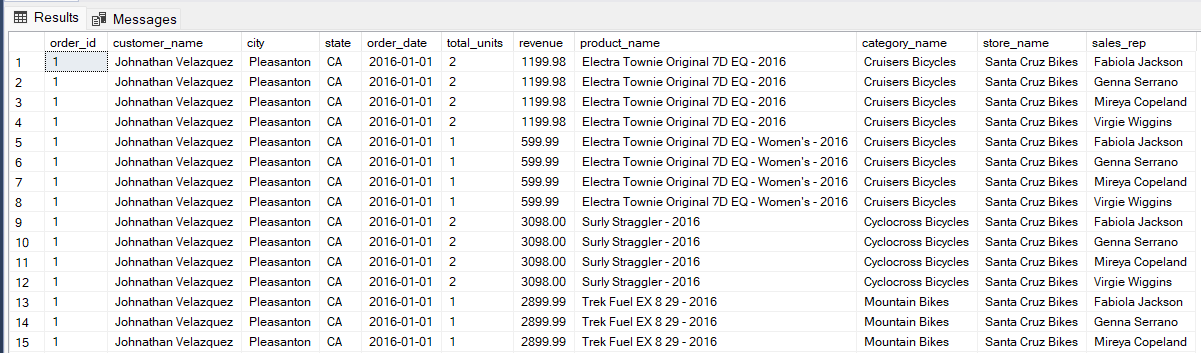 Results Messages
order_id customer_name city state order_date total_units revenue product_name category_name store_name sales_rep
1 1 Johnathan Velazquez Pleasanton CA 2016-01-01 2 1199.98 Electra Townie Original 7D EQ - 2016 Cruisers Bicycles Santa Cruz Bikes Fabiola Jackson
2 1 Johnathan Velazquez Pleasanton CA 2016-01-01 2 1199.98 Electra Townie Original 7D EQ - 2016 Cruisers Bicycles Santa Cruz Bikes Genna Serrano
3 1 Johnathan Velazquez Pleasanton CA 2016-01-01 2 1199.98 Electra Townie Original 7D EQ - 2016 Cruisers Bicycles Santa Cruz Bikes Mireya Copeland
4 1 Johnathan Velazquez Pleasanton CA 2016-01-01 2 1199.98 Electra Townie Original 7D EQ - 2016 Cruisers Bicycles Santa Cruz Bikes Virgie Wiggins
5 1 Johnathan Velazquez Pleasanton CA 2016-01-01 1 599.99 Electra Townie Original 7D EQ - Women's - 2016 Cruisers Bicycles Santa Cruz Bikes Fabiola Jackson
6 1 Johnathan Velazquez Pleasanton CA 2016-01-01 1 599.99 Electra Townie Original 7D EQ - Women's - 2016 Cruisers Bicycles Santa Cruz Bikes Genna Serrano
7 1 Johnathan Velazquez Pleasanton CA 2016-01-01 1 599.99 Electra Townie Original 7D EQ - Women's - 2016 Cruisers Bicycles Santa Cruz Bikes Mireya Copeland
8 1 Johnathan Velazquez Pleasanton CA 2016-01-01 1 599.99 Electra Townie Original 7D EQ - Women's - 2016 Cruisers Bicycles Santa Cruz Bikes Virgie Wiggins
9 1 Johnathan Velazquez Pleasanton CA 2016-01-01 2 3098.00 Surly Straggler - 2016 Cyclocross Bicycles Santa Cruz Bikes Fabiola Jackson
10 1 Johnathan Velazquez Pleasanton CA 2016-01-01 2 3098.00 Surly Straggler - 2016 Cyclocross Bicycles Santa Cruz Bikes Genna Serrano
11 1 Johnathan Velazquez Pleasanton CA 2016-01-01 2 3098.00 Surly Straggler - 2016 Cyclocross Bicycles Santa Cruz Bikes Mireya Copeland
12 1 Johnathan Velazquez Pleasanton CA 2016-01-01 2 3098.00 Surly Straggler - 2016 Cyclocross Bicycles Santa Cruz Bikes Virgie Wiggins
13 1 Johnathan Velazquez Pleasanton CA 2016-01-01 1 2899.99 Trek Fuel EX 8 29 - 2016 Mountain Bikes Santa Cruz Bikes Fabiola Jackson
14 1 Johnathan Velazquez Pleasanton CA 2016-01-01 1 2899.99 Trek Fuel EX 8 29 - 2016 Mountain Bikes Santa Cruz Bikes Genna Serrano
15 1 Johnathan Velazquez Pleasanton CA 2016-01-01 1 2899.99 Trek Fuel EX 8 29 - 2016 Mountain Bikes Santa Cruz Bikes Mireya Copeland